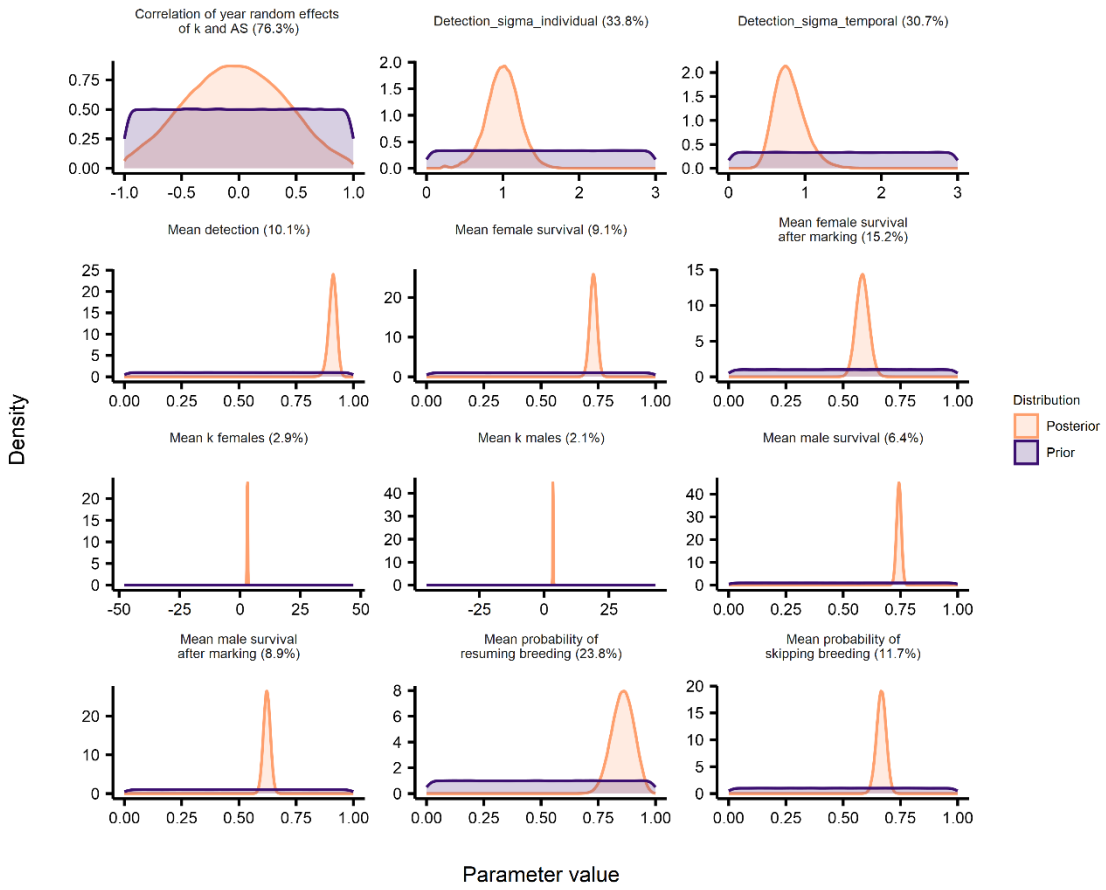 Correlation of year random effects
of k and AS (76.3%)
Detection_sigma_individual (33.8%)
Detection_sigma_temporal (30.7%)
0.75
0.50
0.25
0.00
-1.0 -0.5 0.0 0.5 1.0
2.0
1.5
1.0
0.5
0.0
0 1 2 3
2.0
1.5
1.0
0.5
0.0
0 1 2 3
Mean detection (10.1%)
Mean female survival (9.1%)
Mean female survival
after marking (15.2%)
25
20
15
10
5
0
0.00 0.25 0.50 0.75 1.00
20
10
0
0.00 0.25 0.50 0.75 1.00
15
10
5
0
0.00 0.25 0.50 0.75 1.00
Mean k females (2.9%)
Mean k males (2.1%)
Mean male survival (6.4%)
20
15
10
5
0
-50 -25 0 25 50
40
30
20
10
0
-25 0 25
40
30
20
10
0
0.00 0.25 0.50 0.75 1.00
Mean male survival
after marking (8.9%)
Mean probability of
resuming breeding (23.8%)
Mean probability of
skipping breeding (11.7%)
20
10
0
0.00 0.25 0.50 0.75 1.00
8
6
4
2
0
0.00 0.25 0.50 0.75 1.00
20
15
10
5
0
0.00 0.25 0.50 0.75 1.00
Density
Parameter value
Distribution
Posterior
Prior